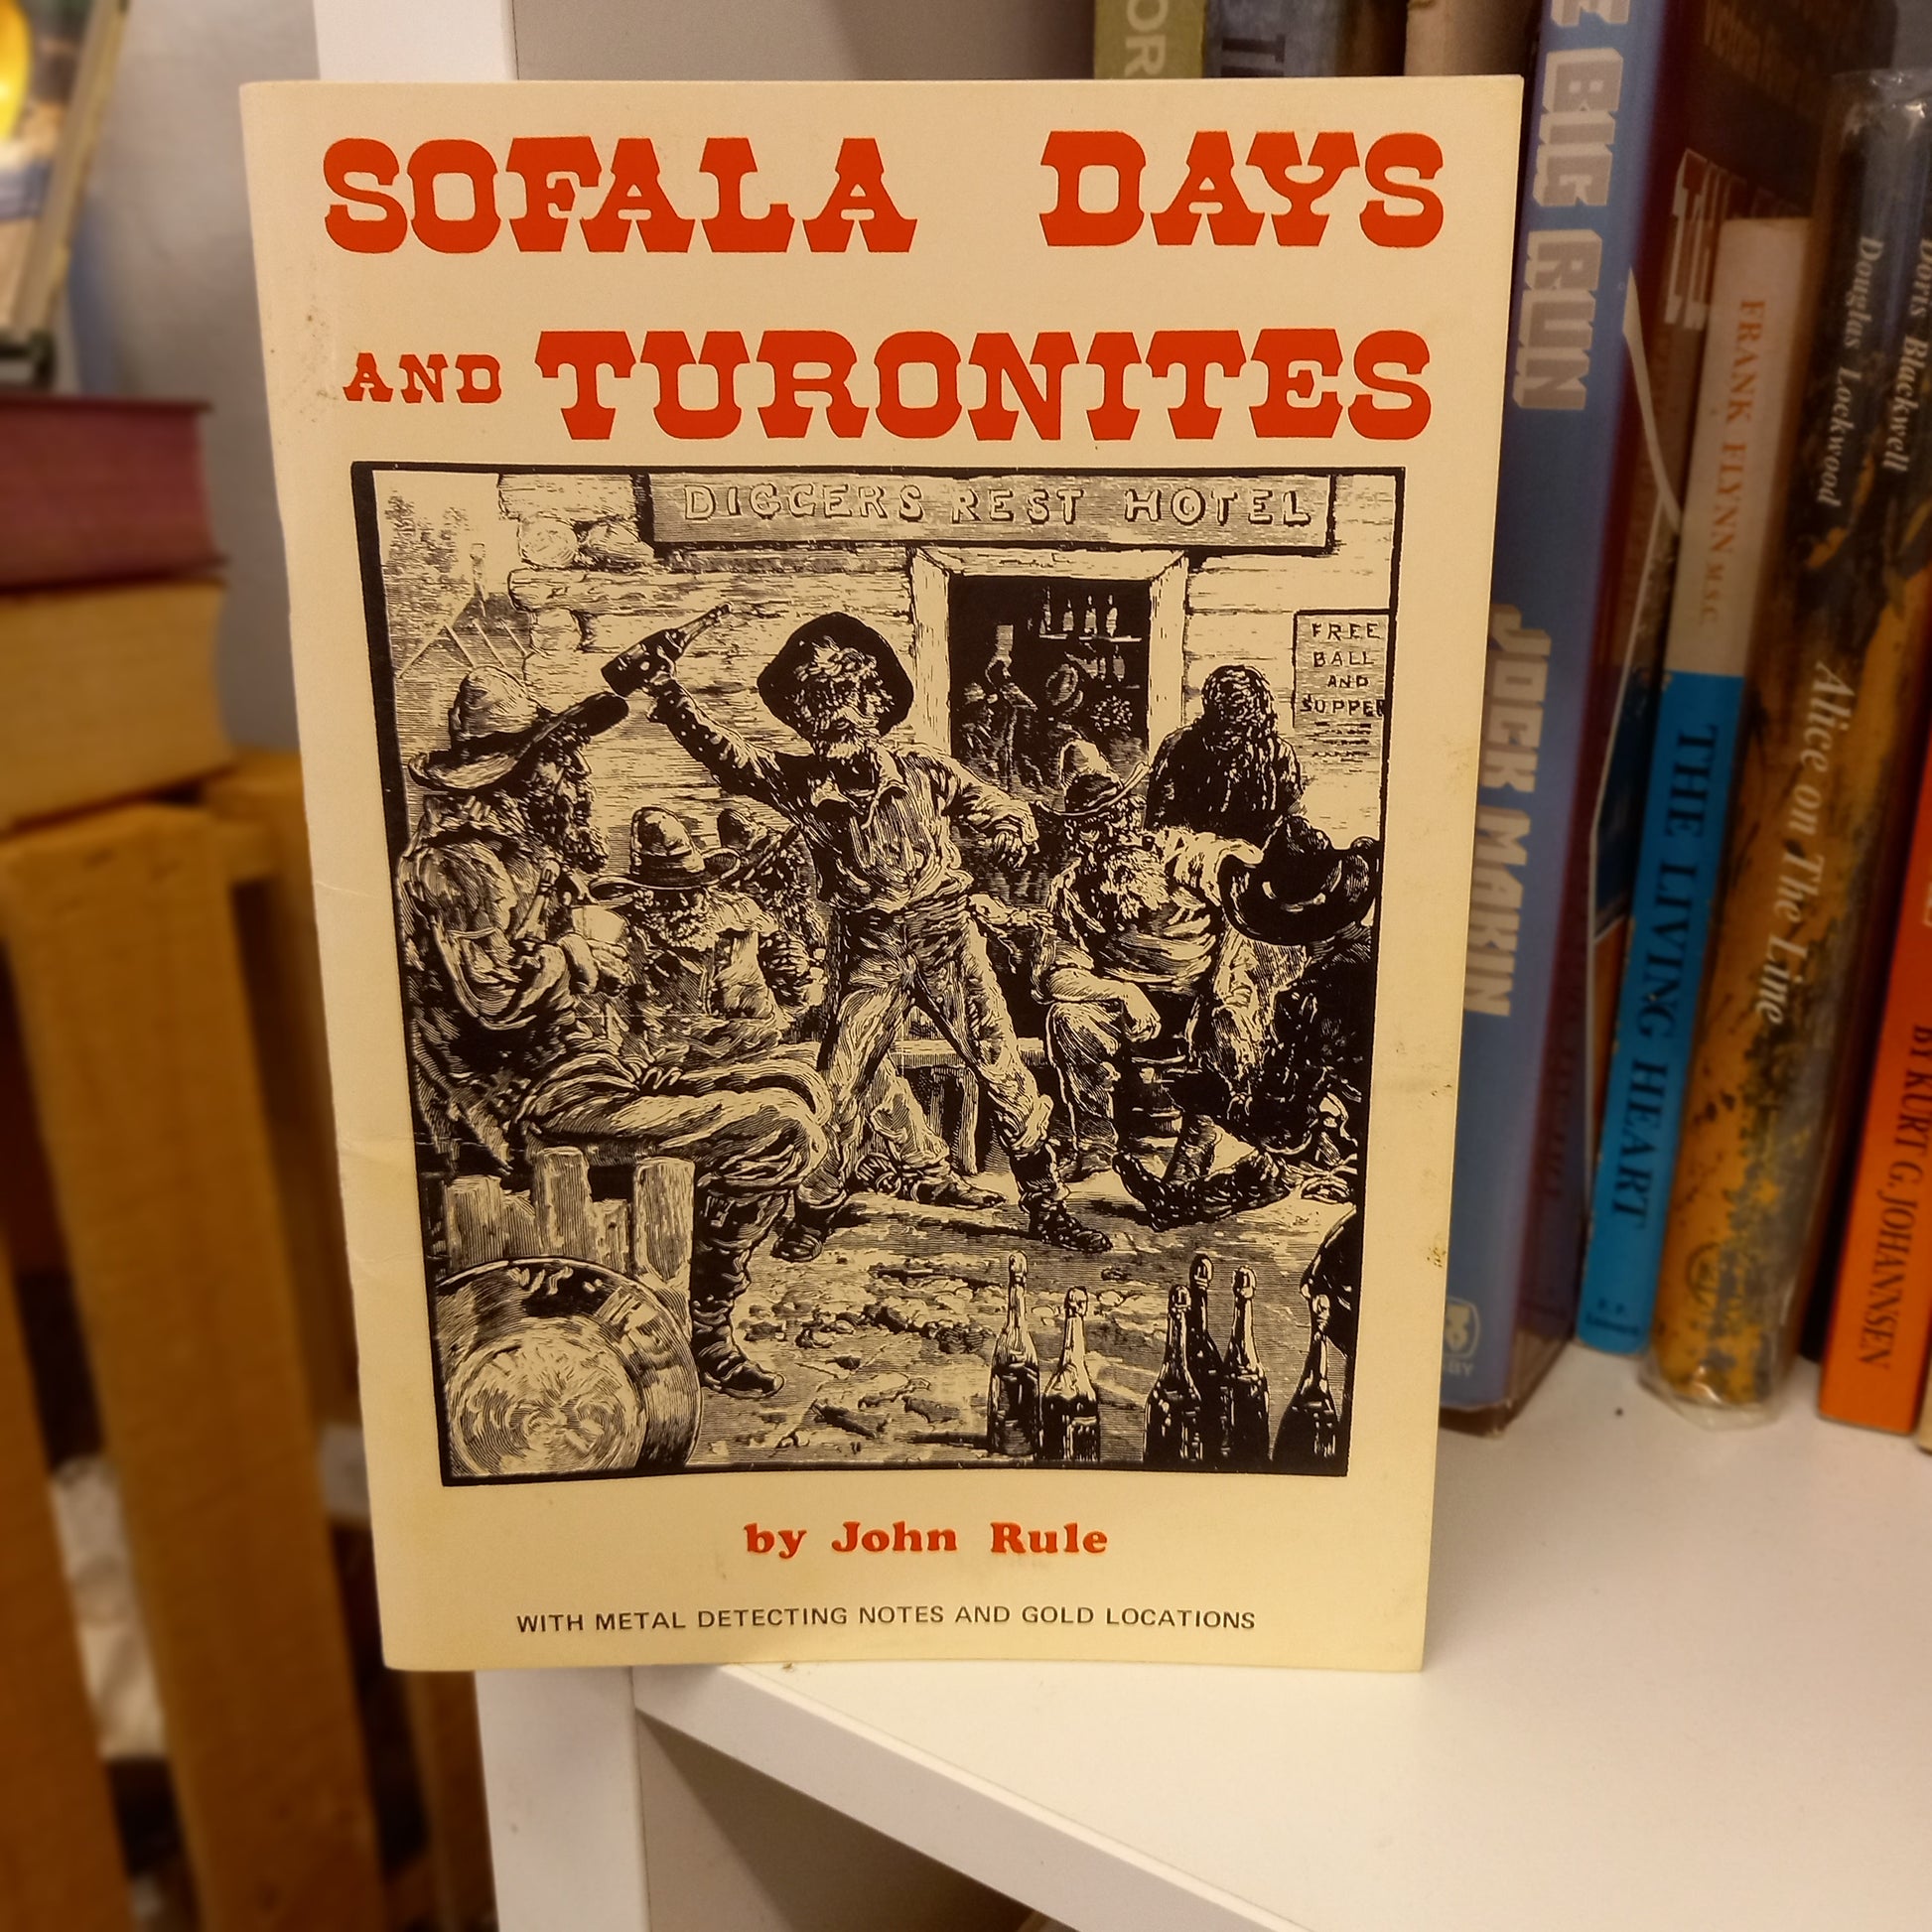 SOFALA DAYS
AND TURONITES
DIGGERS REST HOTEL
FREE
BALL
AND
SUPPER
by John Rule
WITH METAL DETECTING NOTES AND GOLD LOCATIONS
BIG RUN
JOCK MAKIN
FRANK FLYNN M.S.C.
THE LIVING HEART
Doris Blackwell
Douglas Lockwood
Alice on The Line
BY KURT G. JOHANNSEN